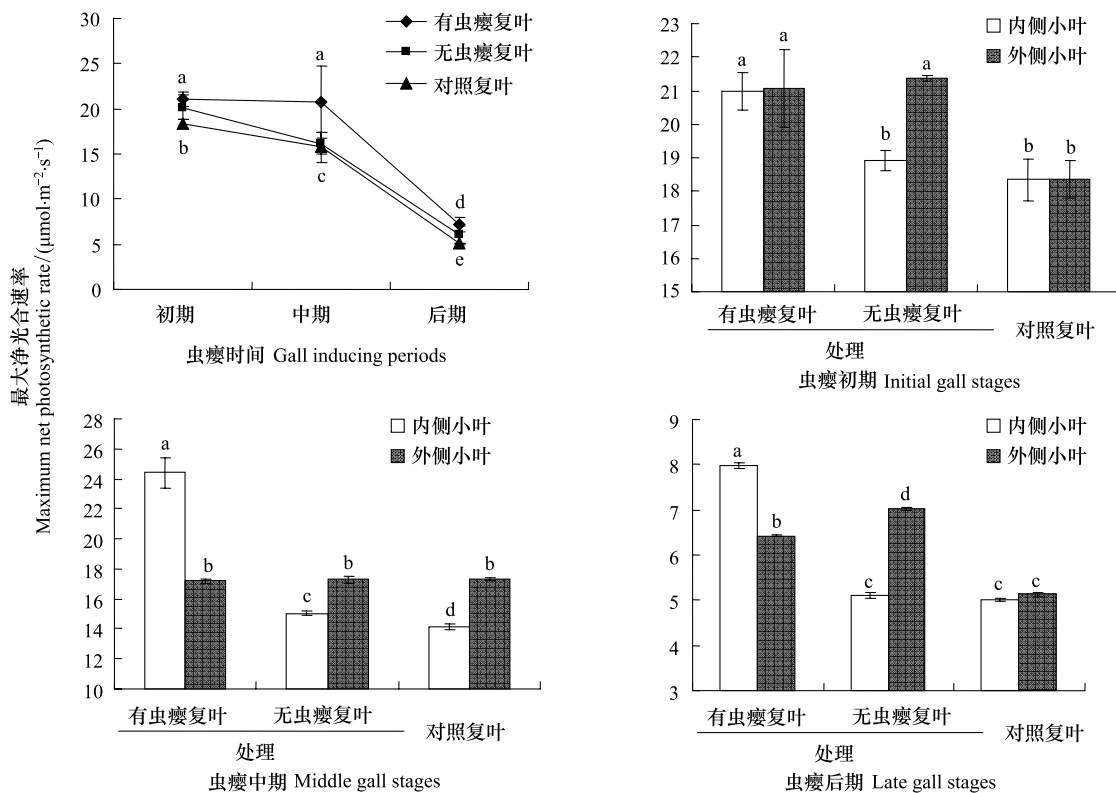 最大净光合速率
Maximum net photosynthetic rate/(μmol·m⁻²·s⁻¹)
30
25
20
15
10
5
0
有虫瘿复叶
无虫瘿复叶
对照复叶
a
b
a
c
d
e
初期 中期 后期
虫瘿时间 Gall inducing periods
23
22
21
20
19
18
17
16
15
内侧小叶
外侧小叶
a a b a b b
有虫瘿复叶 无虫瘿复叶 对照复叶
处理
虫瘿初期 Initial gall stages
28
26
24
22
20
18
16
14
12
10
内侧小叶
外侧小叶
a b c b d b
有虫瘿复叶 无虫瘿复叶 对照复叶
处理
虫瘿中期 Middle gall stages
9
8
7
6
5
4
3
内侧小叶
外侧小叶
a b c d c c
有虫瘿复叶 无虫瘿复叶 对照复叶
处理
虫瘿后期 Late gall stages